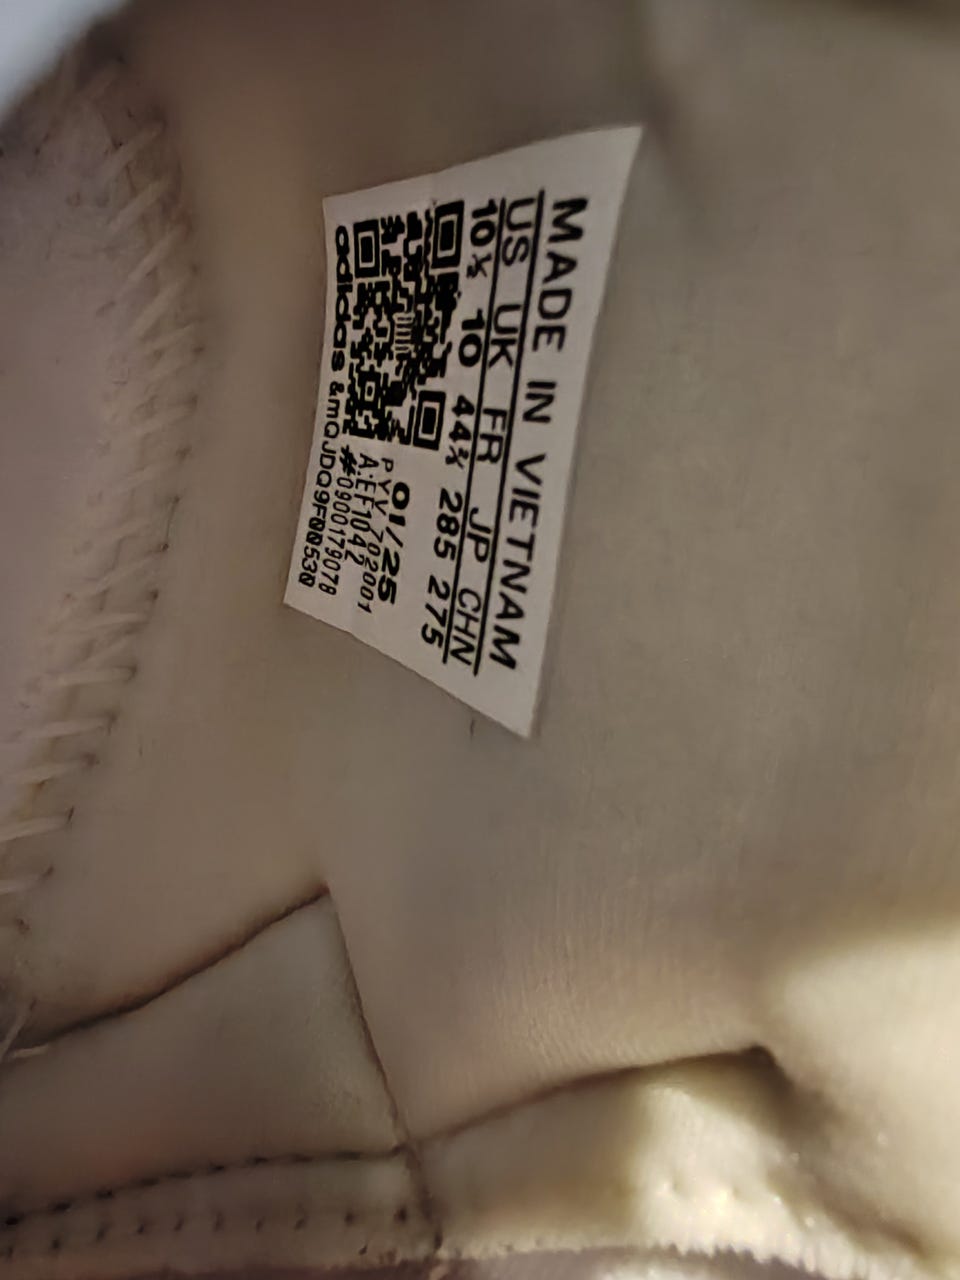 MADE IN VIETNAM
US UK FR JP CHN
10½ 10 44⅔ 285 275
01/25
PYV 702001
A.EF1042
#0900179078
adidas &mQJDQ9F00530